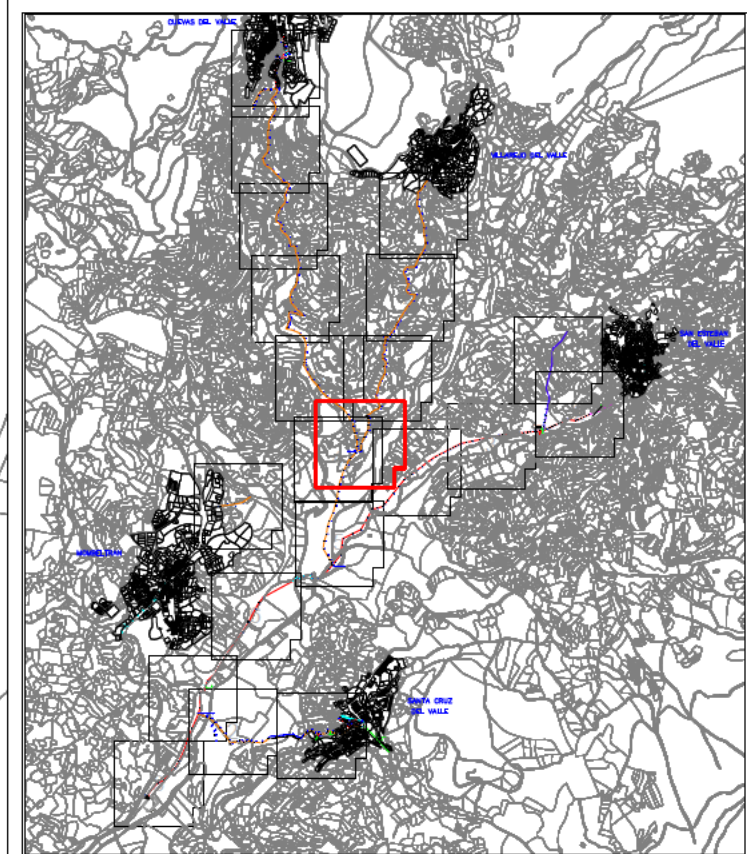 CUEVAS DEL VALLE
VILLAREJO DEL VALLE
SAN ESTEBAN
DEL VALLE
MOMBELTRAN
SANTA CRUZ
DEL VALLE